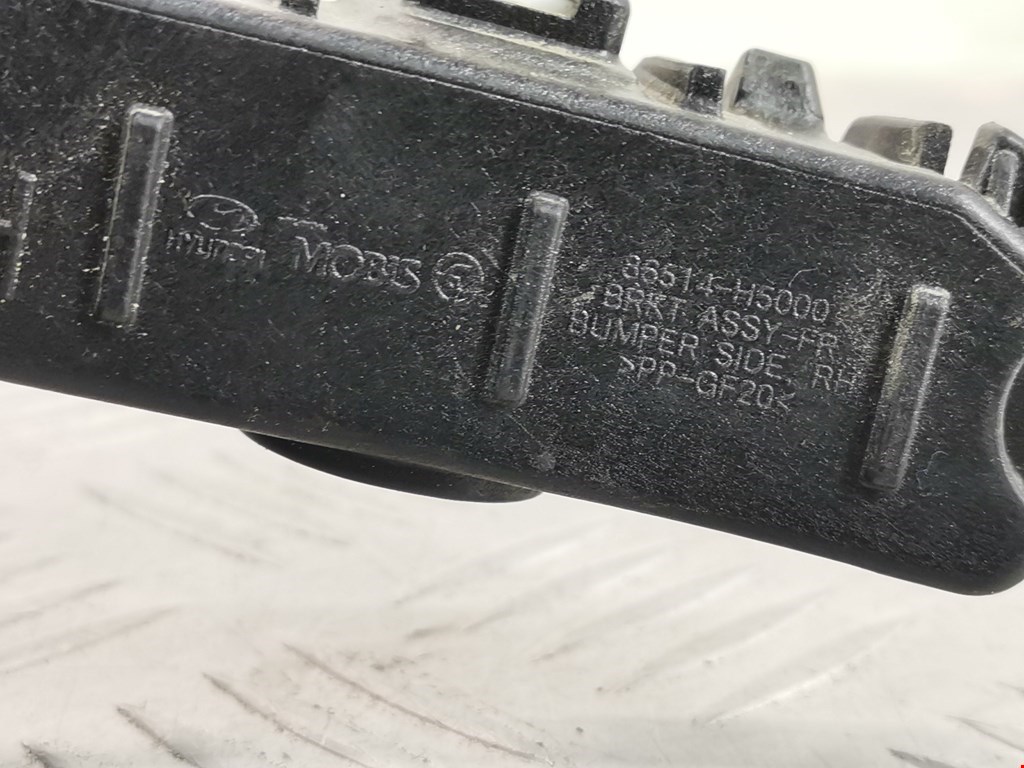 H
HYUNDAI MOBIS
86514-H5000
BRKT ASSY-FR
BUMPER SIDE, RH
>PP-GF20<